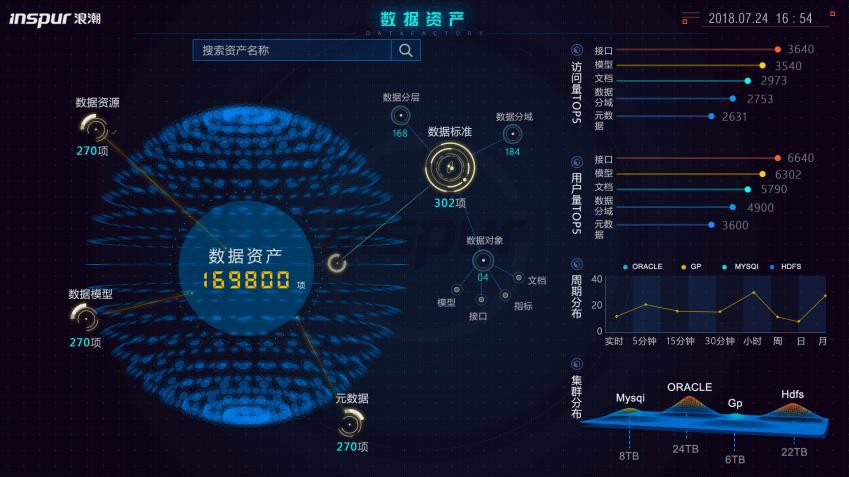 inspur 浪潮
数据资产
DATAFACTORY
2018.07.24 16 : 54
搜索资产名称
数据资源
270项
数据分层
168
数据标准
302项
数据分域
184
数据资产
169800 项
数据对象
04
模型
接口
指标
文档
数据模型
270项
元数据
270项
inspur
访问量TOP5
接口 3640
模型 3540
文档 2973
数据
分域 2753
元数
据 2631
用户量TOP5
接口 6640
模型 6302
文档 5790
数据
分域 4900
元数
据 3600
周期分布
ORACLE GP MYSQl HDFS
40
20
0
实时 5分钟 15分钟 30分钟 小时 周 日 月
集群分布
Mysqi ORACLE Gp Hdfs
8TB 24TB 6TB 22TB